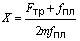 X = (F_тр + f_пл) / (2mf_пл)